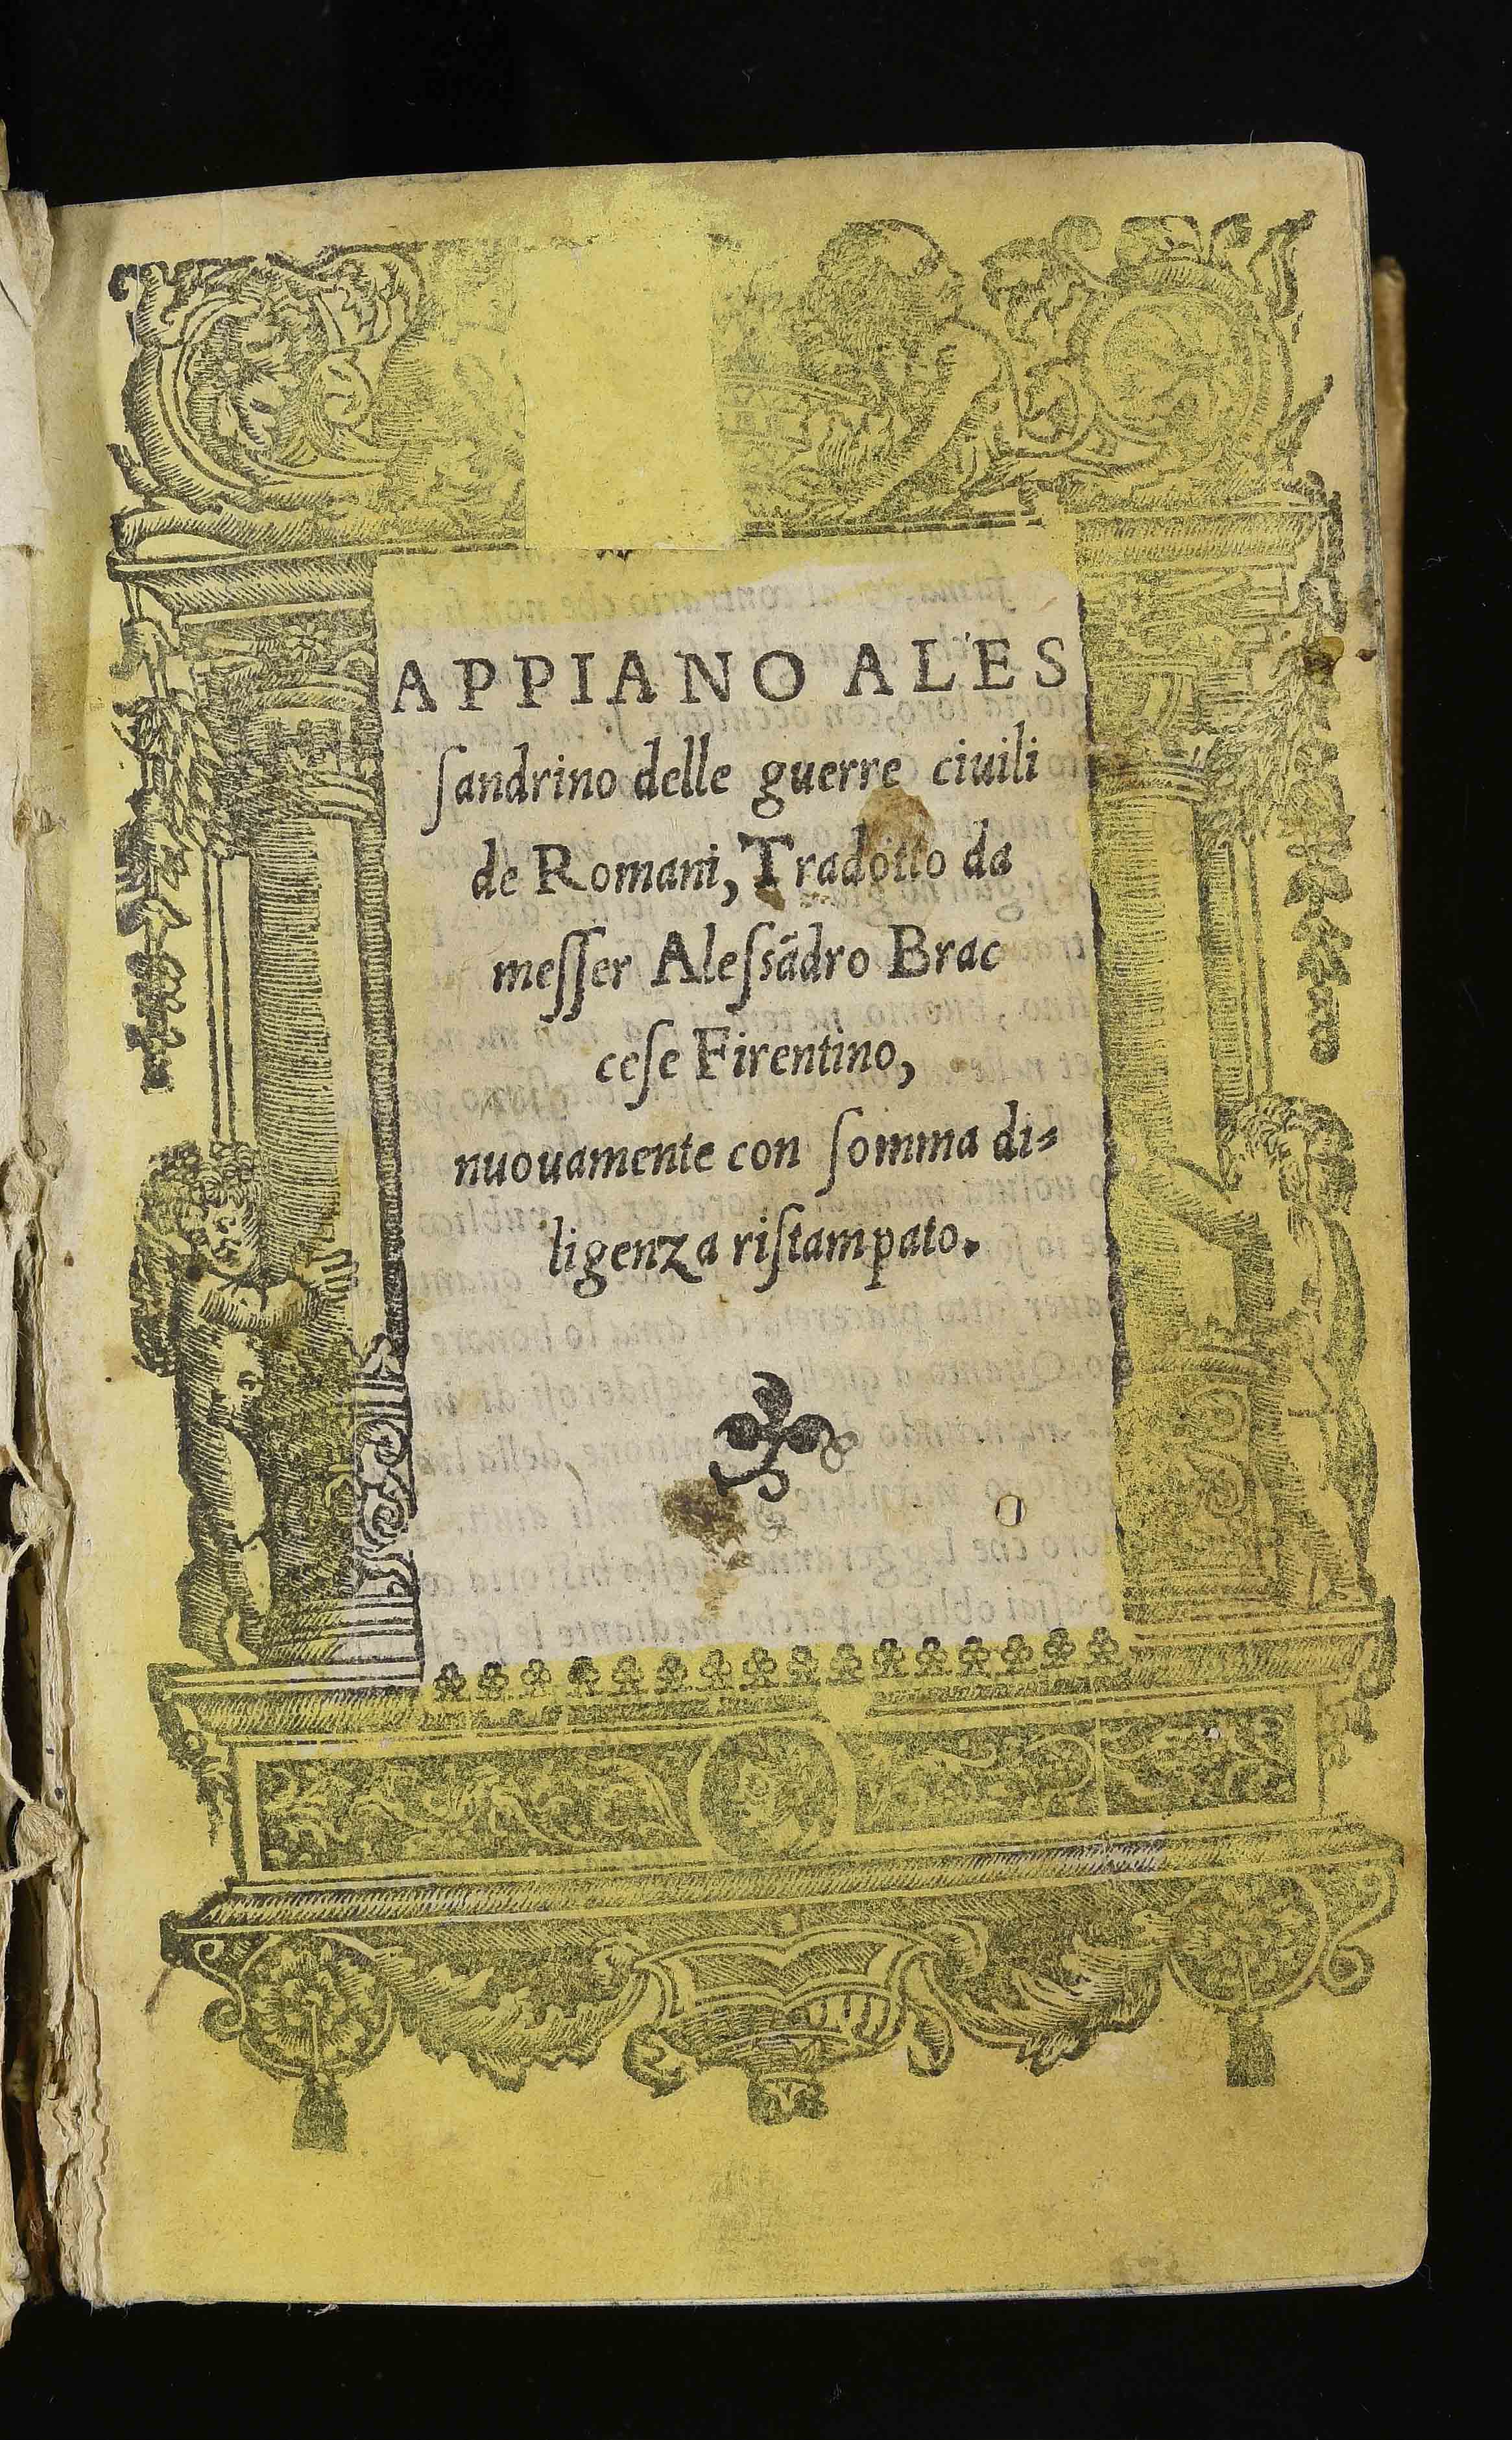 APPIANO ALES
ſandrino delle guerre ciuili
de Romani, Tradotto da
meſſer Aleſsādro Brac
ceſe Firentino,
nuouamente con ſomma di-
ligenza riſtampato.